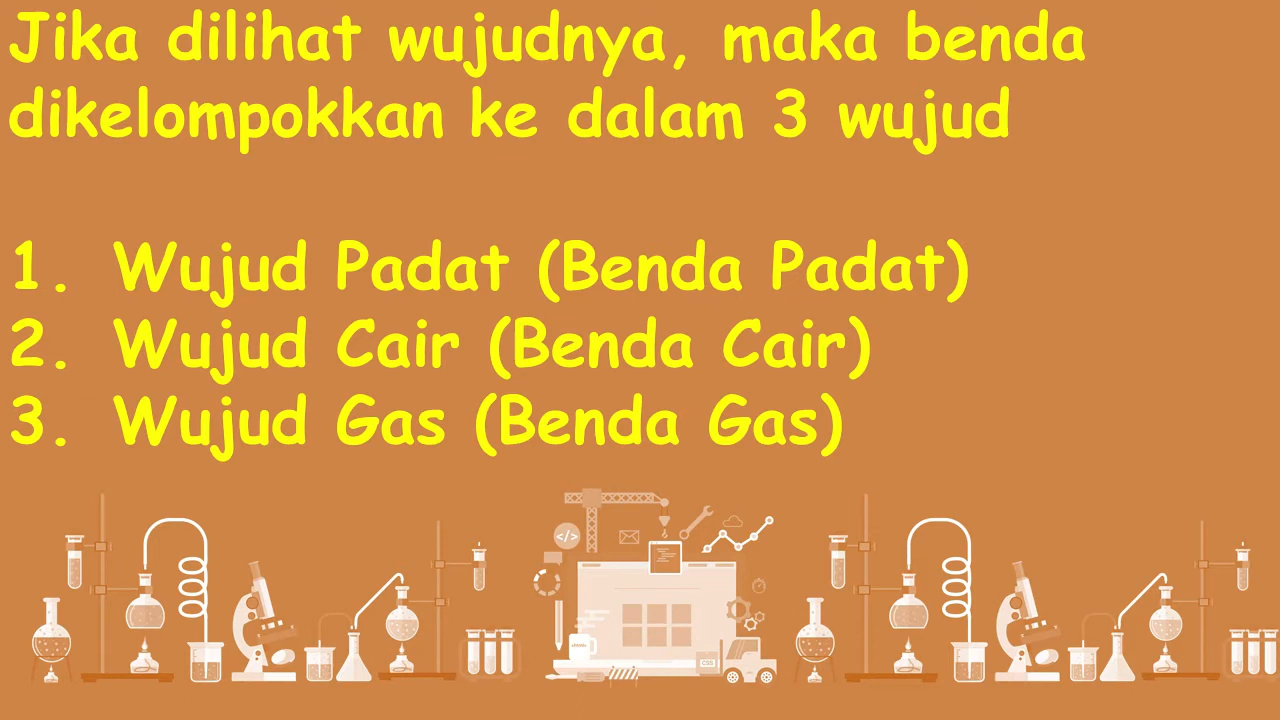 Jika dilihat wujudnya, maka benda
dikelompokkan ke dalam 3 wujud
1. Wujud Padat (Benda Padat)
2. Wujud Cair (Benda Cair)
3. Wujud Gas (Benda Gas)
</>
CSS